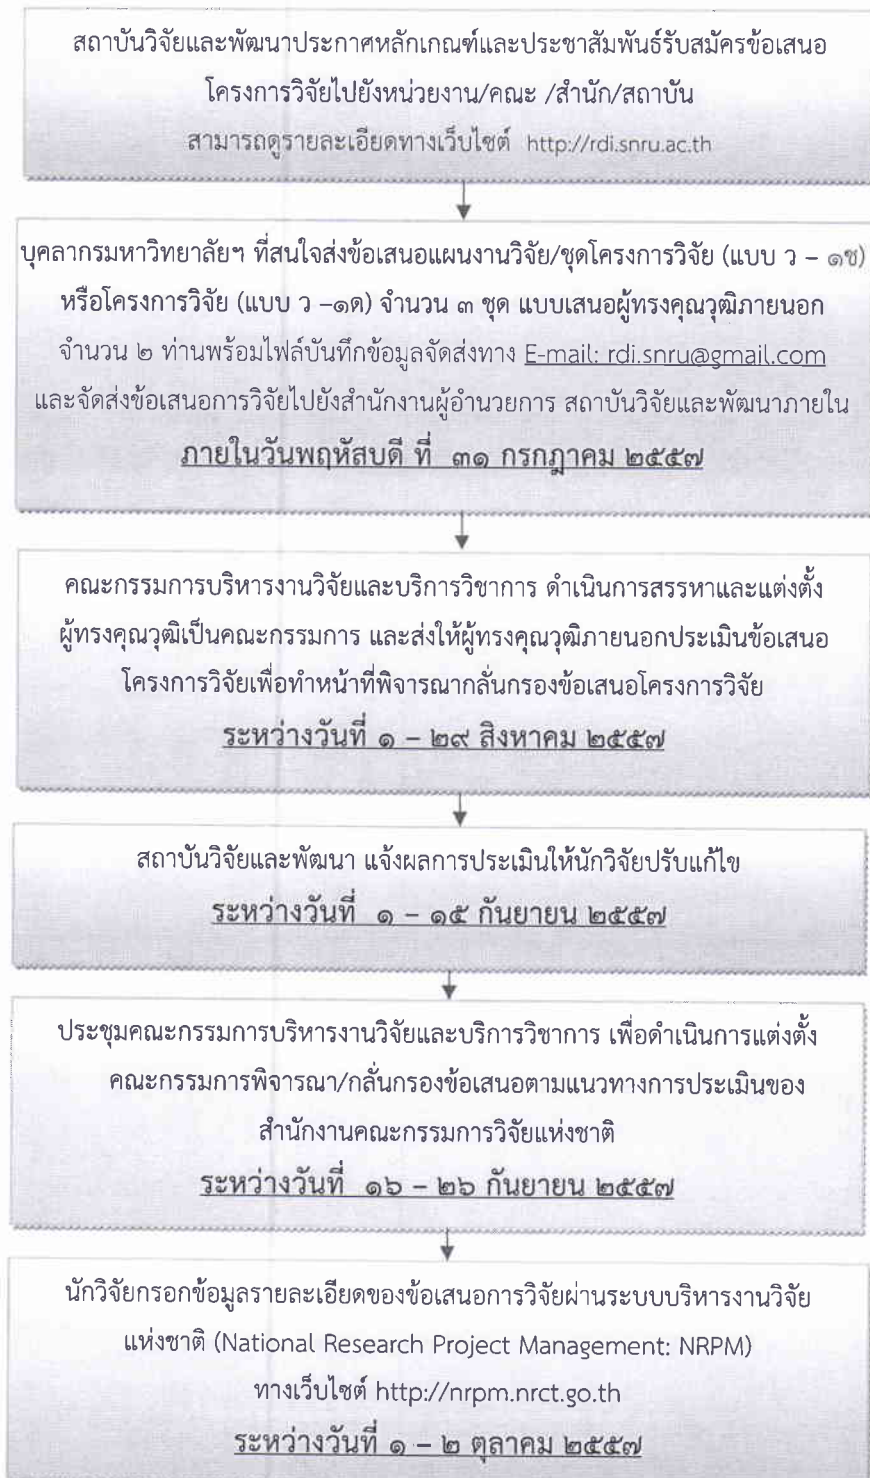 สถาบันวิจัยและพัฒนาประกาศหลักเกณฑ์และประชาสัมพันธ์รับสมัครข้อเสนอ
โครงการวิจัยไปยังหน่วยงาน/คณะ /สำนัก/สถาบัน
สามารถดูรายละเอียดทางเว็บไซต์ http://rdi.snru.ac.th
บุคลากรมหาวิทยาลัยฯ ที่สนใจส่งข้อเสนอแผนงานวิจัย/ชุดโครงการวิจัย (แบบ ว – ๑ช)
หรือโครงการวิจัย (แบบ ว –๑ด) จำนวน ๓ ชุด แบบเสนอผู้ทรงคุณวุฒิภายนอก
จำนวน ๒ ท่านพร้อมไฟล์บันทึกข้อมูลจัดส่งทาง E-mail: rdi.snru@gmail.com
และจัดส่งข้อเสนอการวิจัยไปยังสำนักงานผู้อำนวยการ สถาบันวิจัยและพัฒนาภายใน
ภายในวันพฤหัสบดี ที่ ๓๑ กรกฎาคม ๒๕๕๗
คณะกรรมการบริหารงานวิจัยและบริการวิชาการ ดำเนินการสรรหาและแต่งตั้ง
ผู้ทรงคุณวุฒิเป็นคณะกรรมการ และส่งให้ผู้ทรงคุณวุฒิภายนอกประเมินข้อเสนอ
โครงการวิจัยเพื่อทำหน้าที่พิจารณากลั่นกรองข้อเสนอโครงการวิจัย
ระหว่างวันที่ ๑ – ๒๙ สิงหาคม ๒๕๕๗
สถาบันวิจัยและพัฒนา แจ้งผลการประเมินให้นักวิจัยปรับแก้ไข
ระหว่างวันที่ ๑ – ๑๕ กันยายน ๒๕๕๗
ประชุมคณะกรรมการบริหารงานวิจัยและบริการวิชาการ เพื่อดำเนินการแต่งตั้ง
คณะกรรมการพิจารณา/กลั่นกรองข้อเสนอตามแนวทางการประเมินของ
สำนักงานคณะกรรมการวิจัยแห่งชาติ
ระหว่างวันที่ ๑๖ – ๒๖ กันยายน ๒๕๕๗
นักวิจัยกรอกข้อมูลรายละเอียดของข้อเสนอการวิจัยผ่านระบบบริหารงานวิจัย
แห่งชาติ (National Research Project Management: NRPM)
ทางเว็บไซต์ http://nrpm.nrct.go.th
ระหว่างวันที่ ๑ – ๒ ตุลาคม ๒๕๕๗